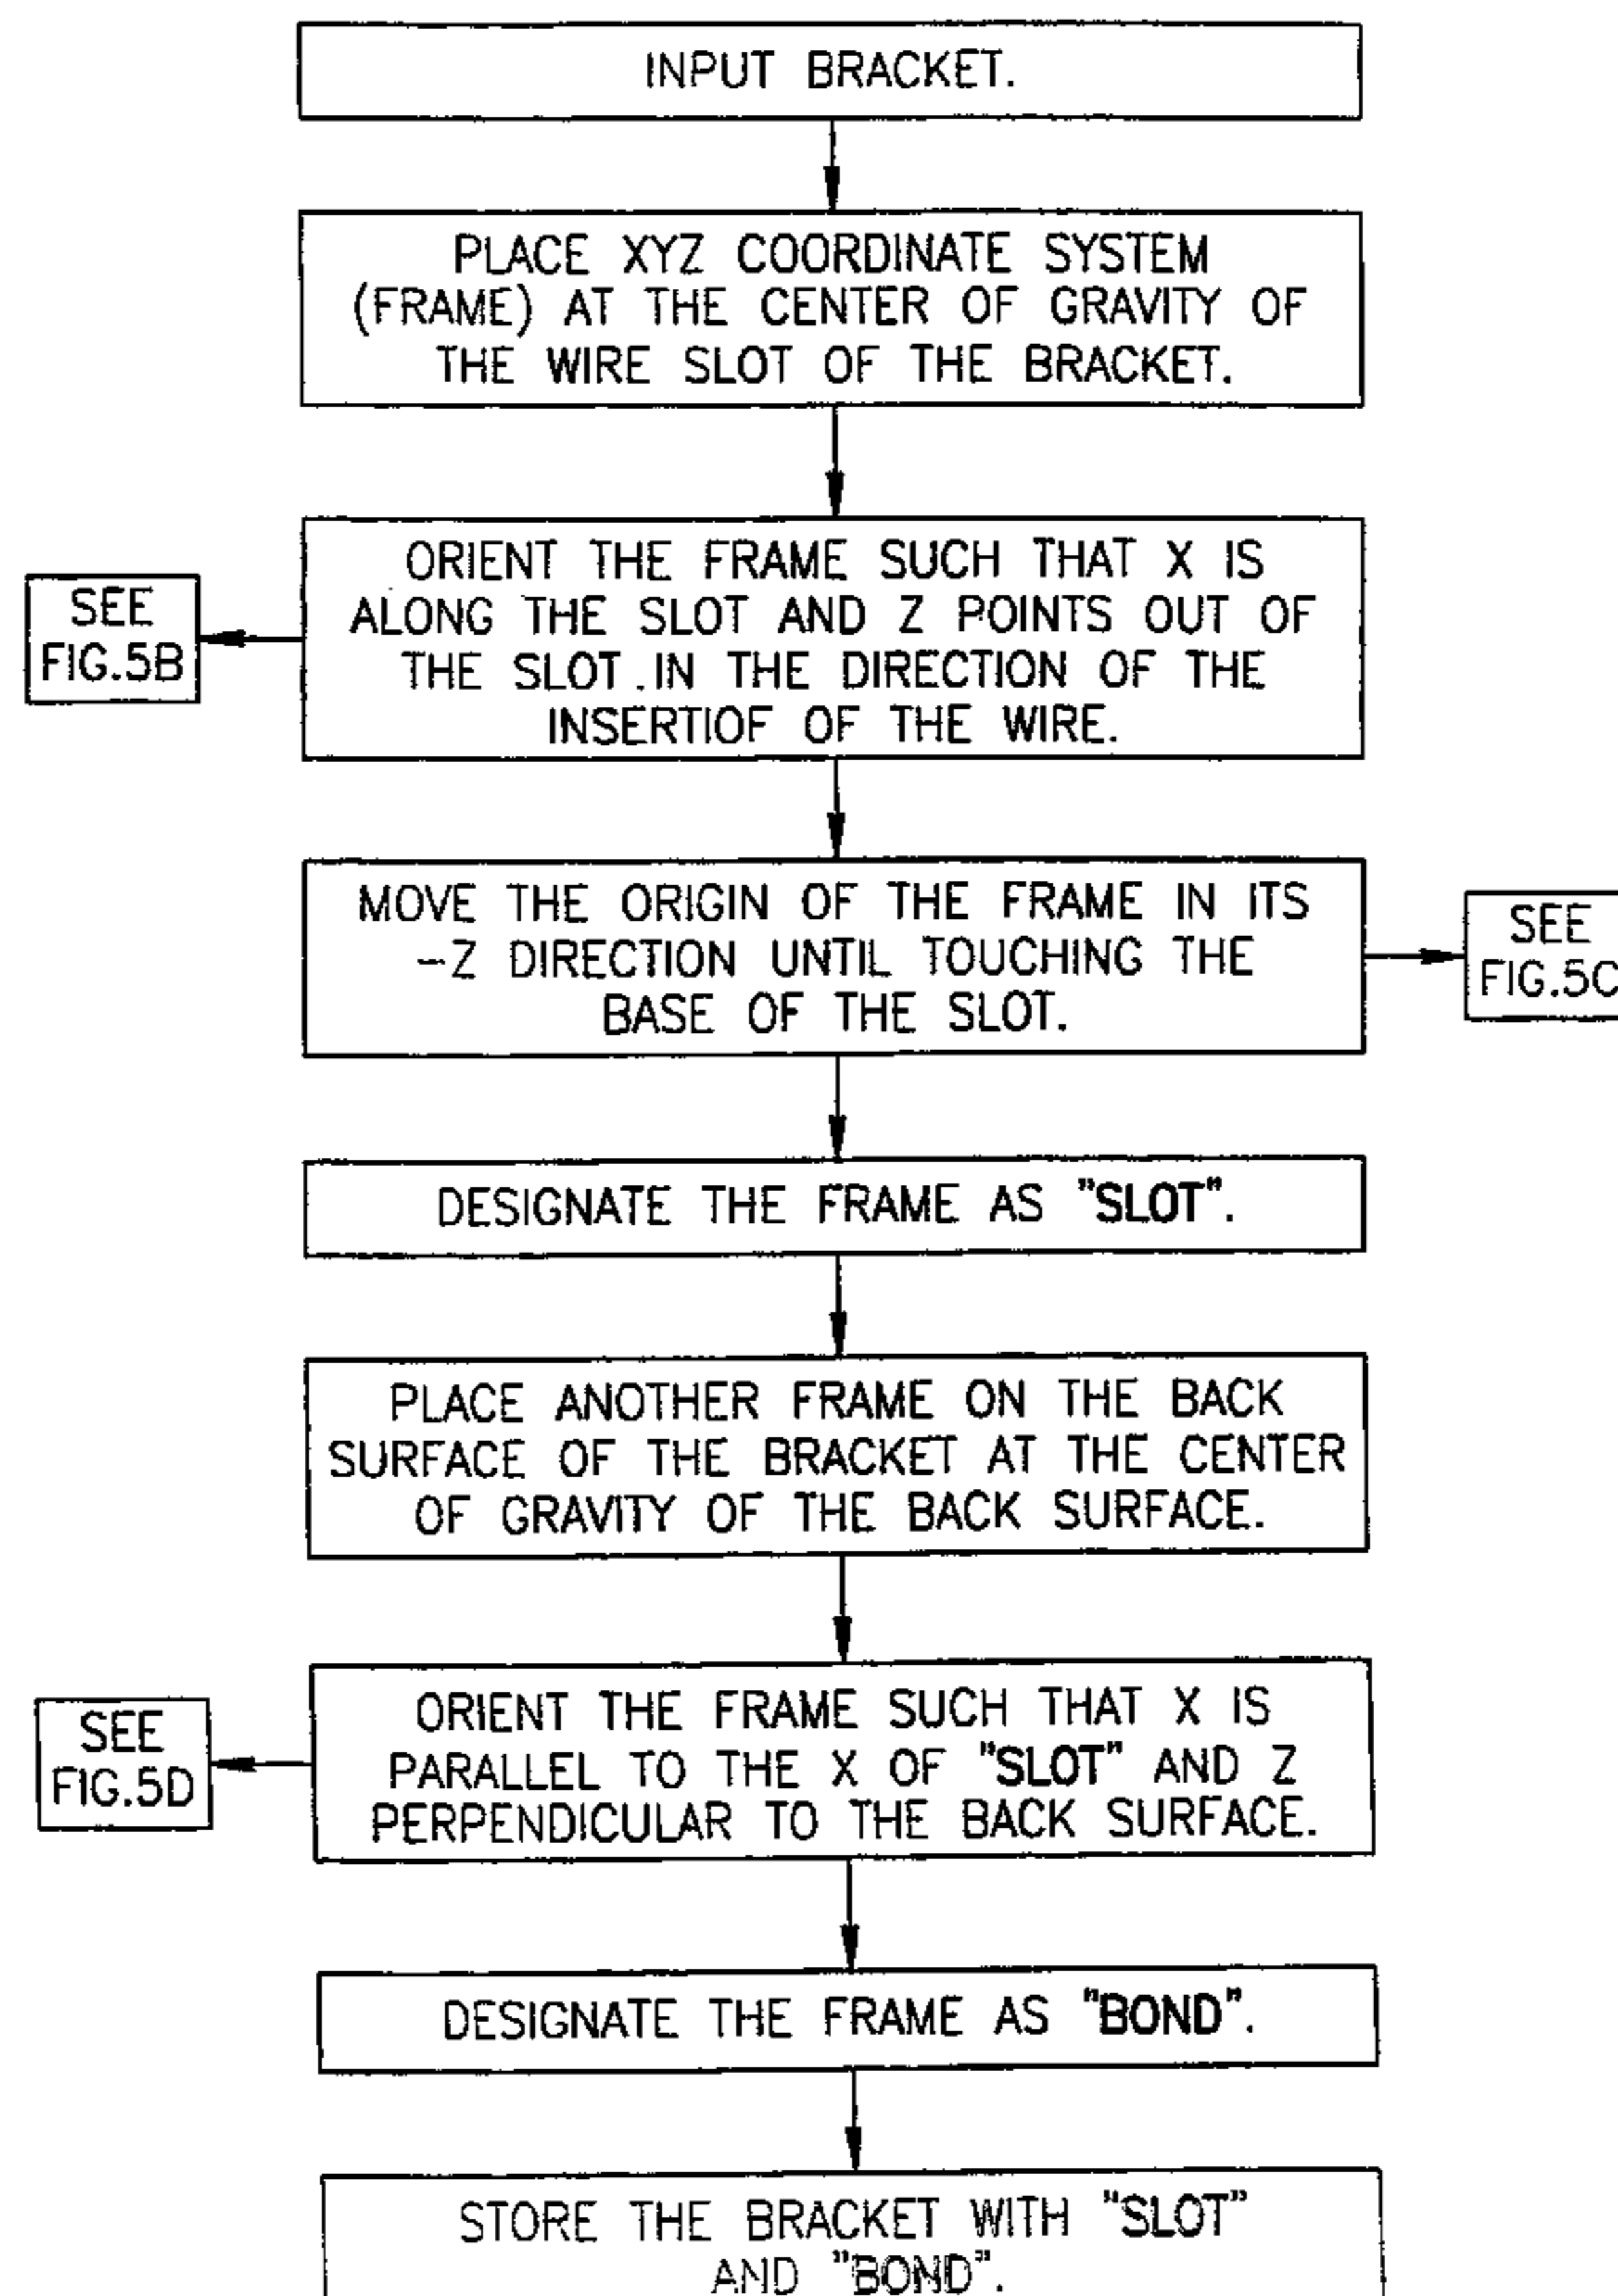 INPUT BRACKET.
PLACE XYZ COORDINATE SYSTEM
(FRAME) AT THE CENTER OF GRAVITY OF
THE WIRE SLOT OF THE BRACKET.
ORIENT THE FRAME SUCH THAT X IS
ALONG THE SLOT AND Z POINTS OUT OF
THE SLOT .IN THE DIRECTION OF THE
INSERTIOF OF THE WIRE.
SEE
FIG.5B
MOVE THE ORIGIN OF THE FRAME IN ITS
-Z DIRECTION UNTIL TOUCHING THE
BASE OF THE SLOT.
SEE
FIG.5C
DESIGNATE THE FRAME AS "SLOT".
PLACE ANOTHER FRAME ON THE BACK
SURFACE OF THE BRACKET AT THE CENTER
OF GRAVITY OF THE BACK SURFACE.
ORIENT THE FRAME SUCH THAT X IS
PARALLEL TO THE X OF "SLOT" AND Z
PERPENDICULAR TO THE BACK SURFACE.
SEE
FIG.5D
DESIGNATE THE FRAME AS "BOND".
STORE THE BRACKET WITH "SLOT"
AND "BOND".